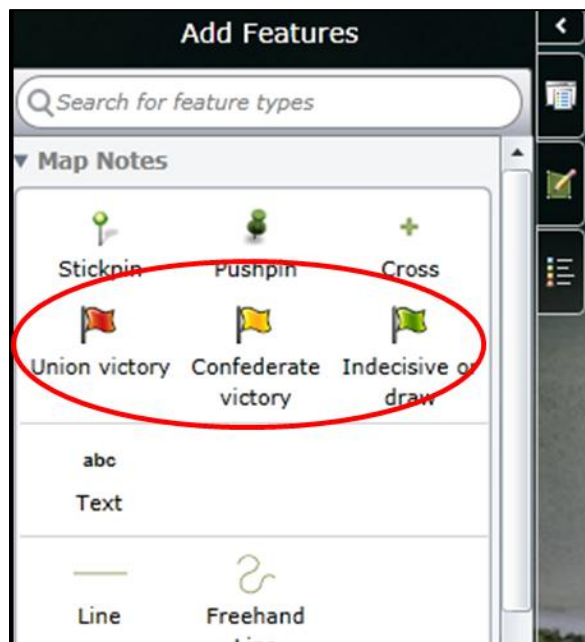 Add Features
Search for feature types
Map Notes
Stickpin Pushpin Cross
Union victory Confederate victory Indecisive or draw
abc
Text
Line Freehand Line